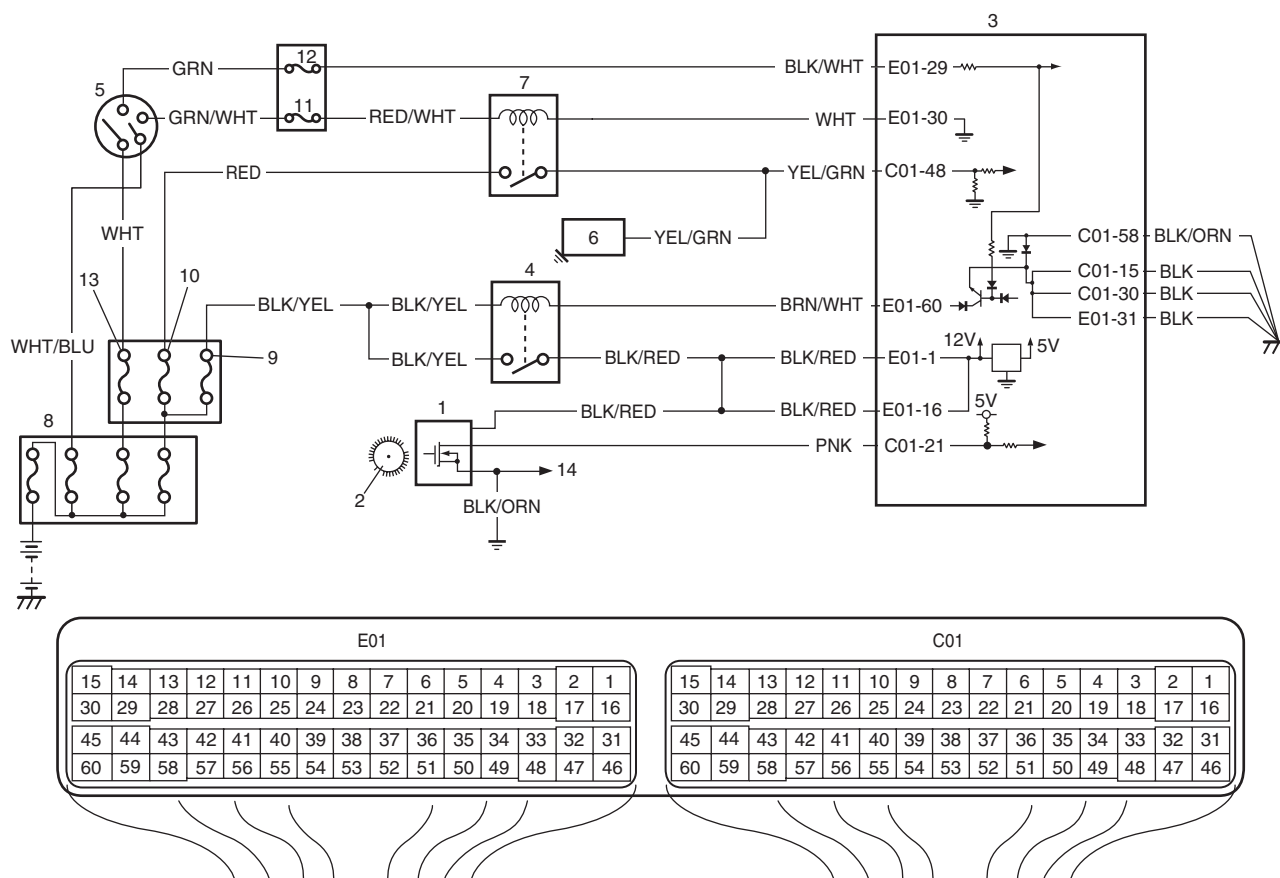 3
12
GRN
BLK/WHT
E01-29
7
5
11
GRN/WHT
RED/WHT
WHT
E01-30
RED
YEL/GRN
C01-48
WHT
6
YEL/GRN
C01-58
BLK/ORN
4
C01-15
BLK
13
10
C01-30
BLK
BLK/YEL
BLK/YEL
BRN/WHT
E01-60
E01-31
BLK
WHT/BLU
9
12V
5V
BLK/YEL
BLK/RED
BLK/RED
E01-1
1
5V
8
BLK/RED
BLK/RED
E01-16
PNK
C01-21
14
2
BLK/ORN
E01
C01
15 14 13 12 11 10 9 8 7 6 5 4 3 2 1
30 29 28 27 26 25 24 23 22 21 20 19 18 17 16
45 44 43 42 41 40 39 38 37 36 35 34 33 32 31
60 59 58 57 56 55 54 53 52 51 50 49 48 47 46
15 14 13 12 11 10 9 8 7 6 5 4 3 2 1
30 29 28 27 26 25 24 23 22 21 20 19 18 17 16
45 44 43 42 41 40 39 38 37 36 35 34 33 32 31
60 59 58 57 56 55 54 53 52 51 50 49 48 47 46